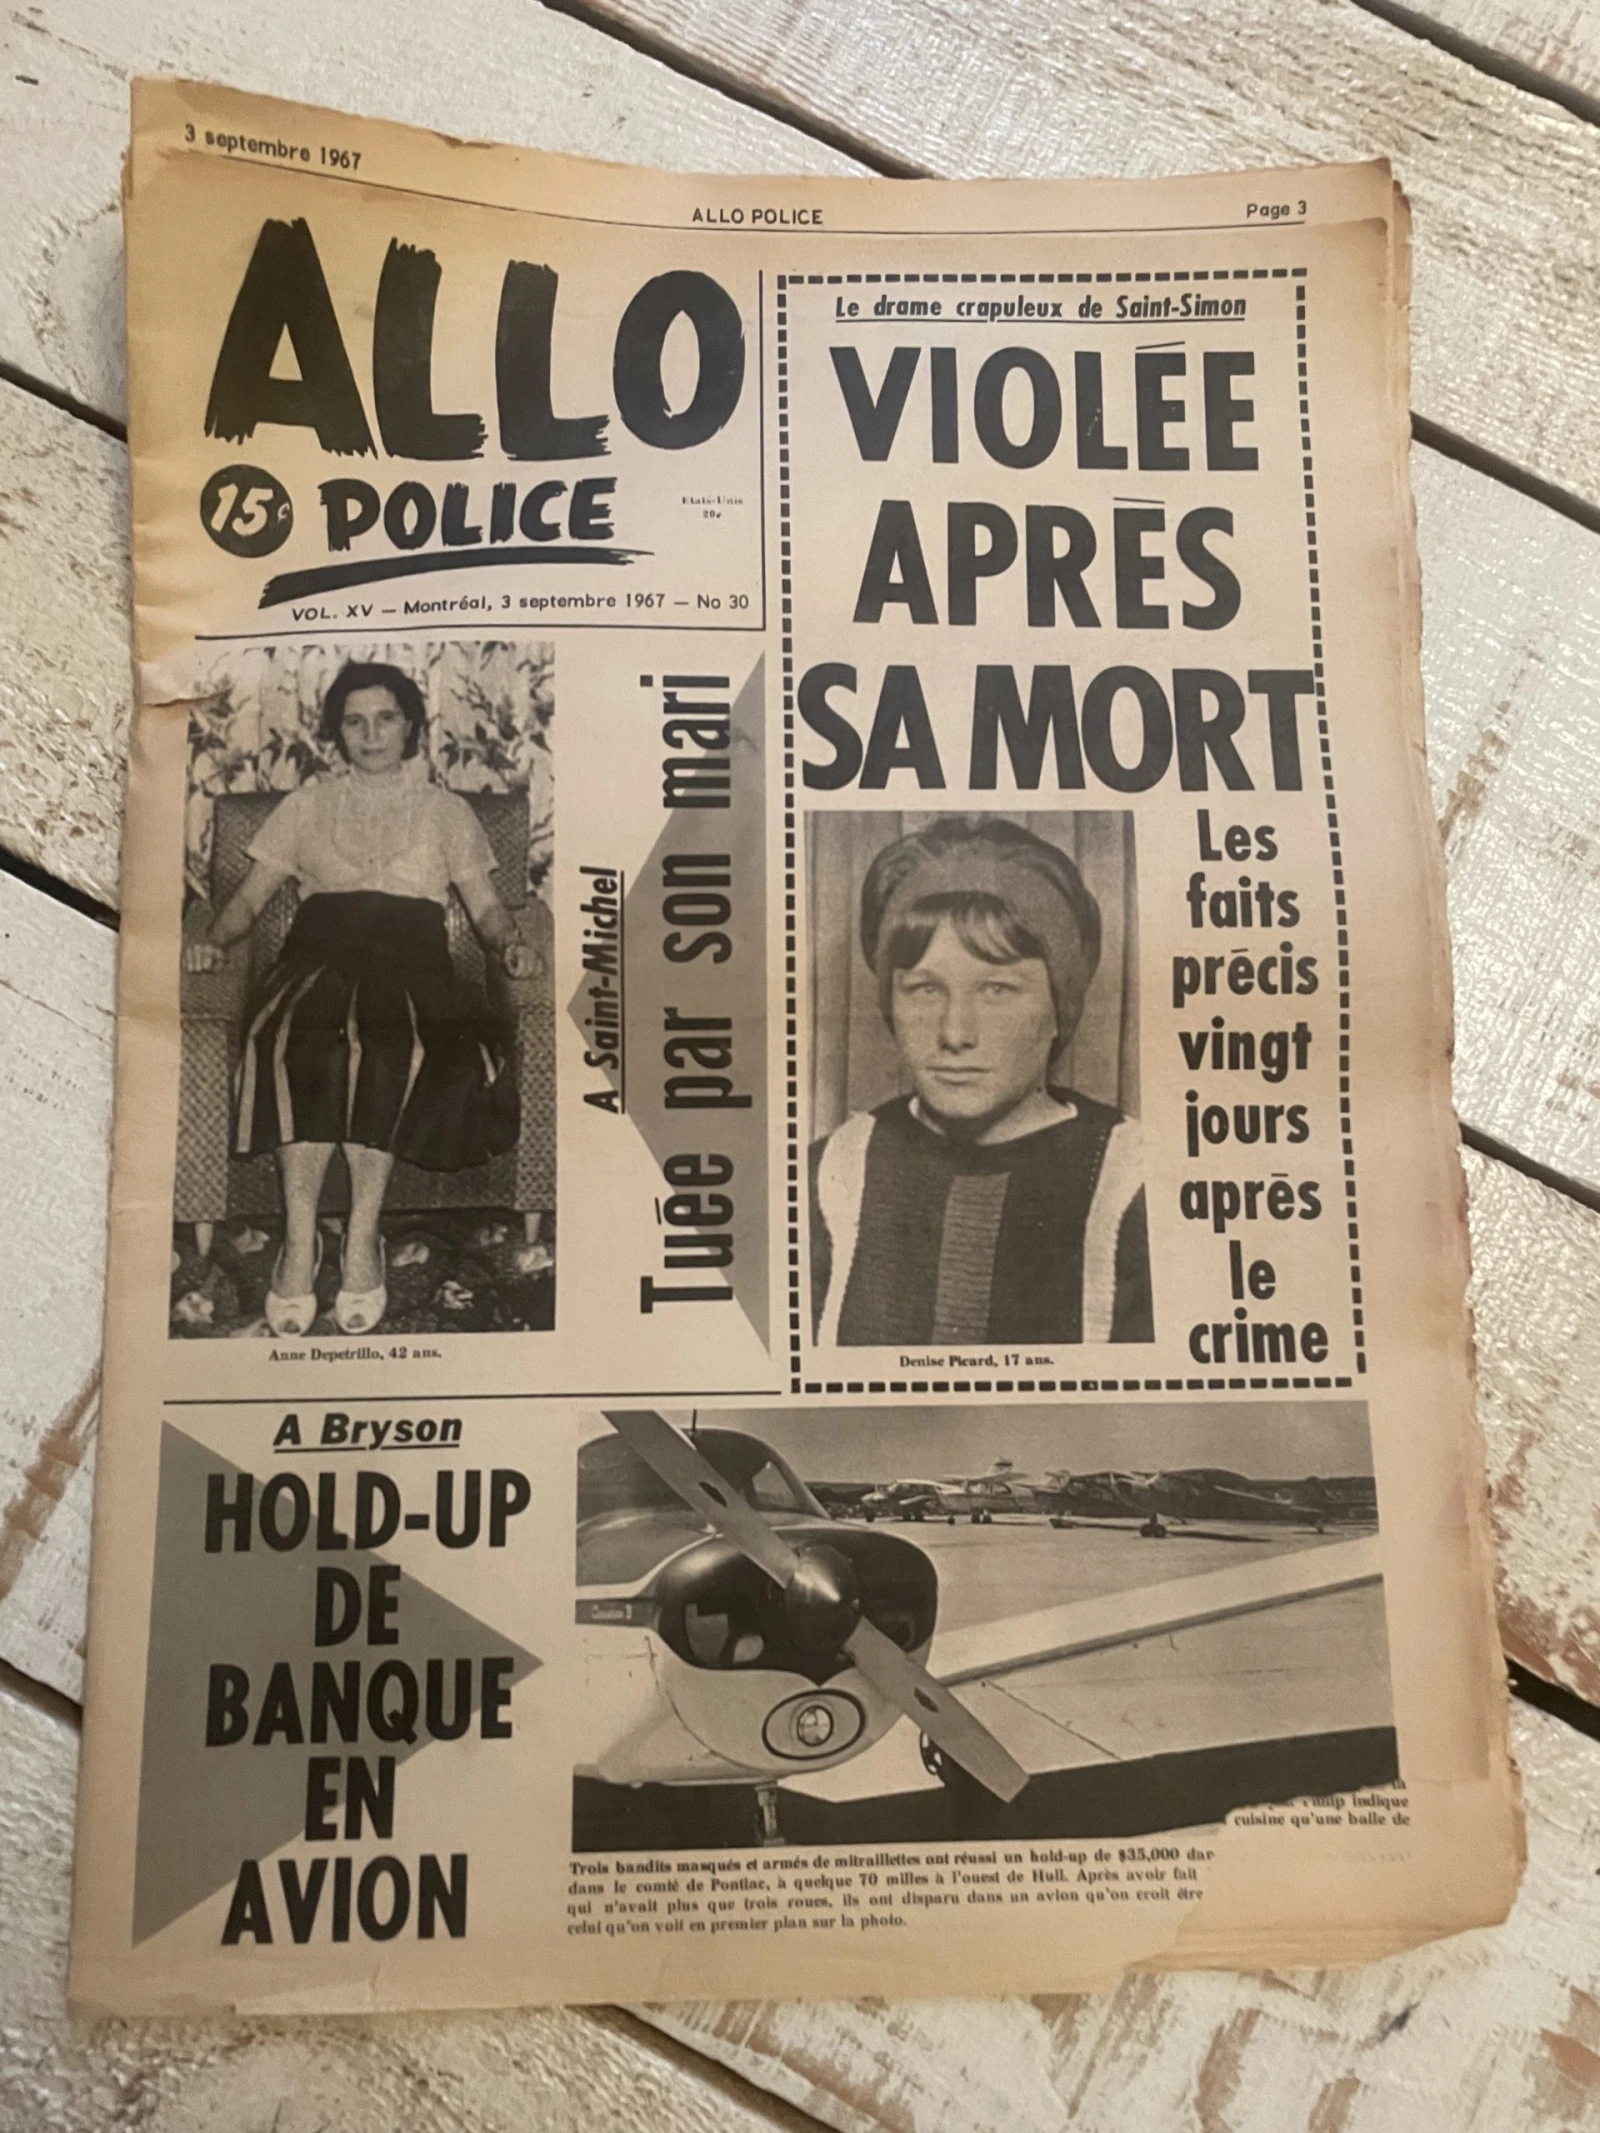 3 septembre 1967
ALLO POLICE
Page 3
ALLO
15¢ POLICE
Etats-Unis
20¢
VOL. XV — Montréal, 3 septembre 1967 — No 30
Le drame crapuleux de Saint-Simon
VIOLÉE
APRÈS
SA MORT
Les
faits
précis
vingt
jours
après
le
crime
Denise Picard, 17 ans.
A Saint-Michel
Tuée par son mari
Anne Depetrillo, 42 ans.
A Bryson
HOLD-UP
DE
BANQUE
EN
AVION
Trois bandits masqués et armés de mitraillettes ont réussi un hold-up de $35,000 dan
dans le comté de Pontiac, à quelque 70 milles à l'ouest de Hull. Après avoir fait
qui n'avait plus que trois roues, ils ont disparu dans un avion qu'on croit être
celui qu'on voit en premier plan sur la photo.
indique
cuisine qu'une balle de